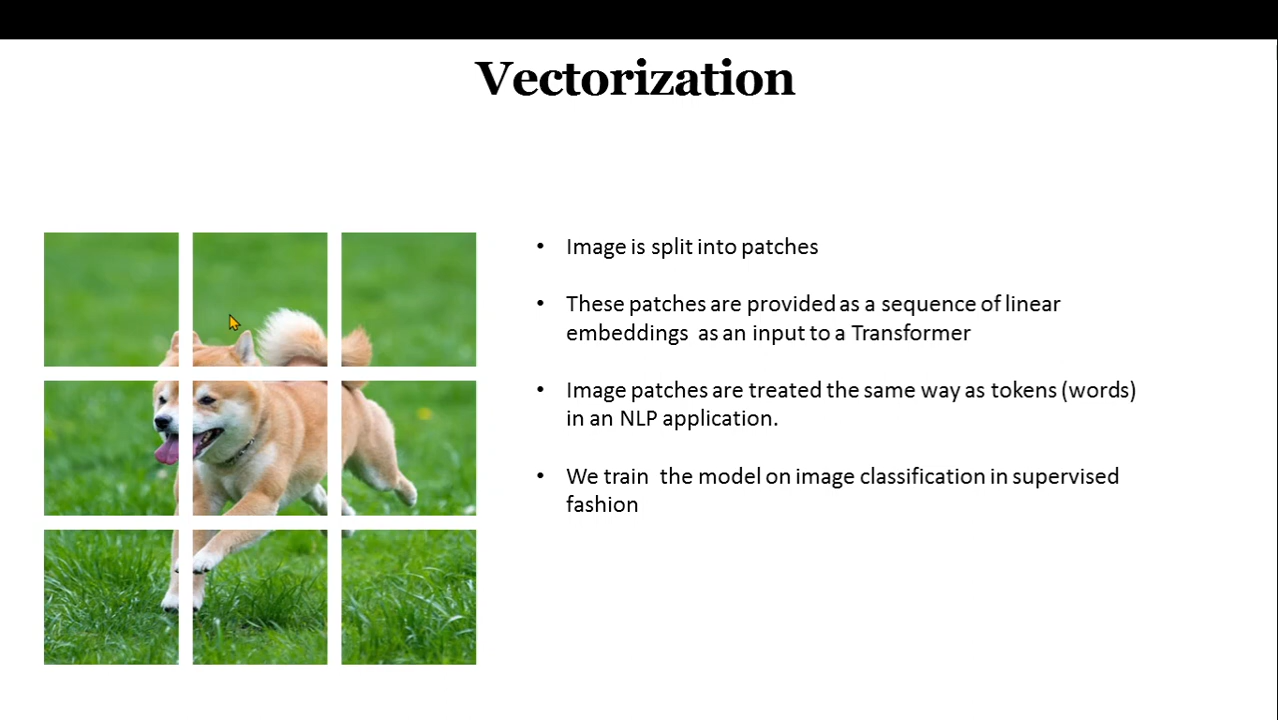 Vectorization
• Image is split into patches
• These patches are provided as a sequence of linear
embeddings  as an input to a Transformer
• Image patches are treated the same way as tokens (words)
in an NLP application.
• We train  the model on image classification in supervised
fashion